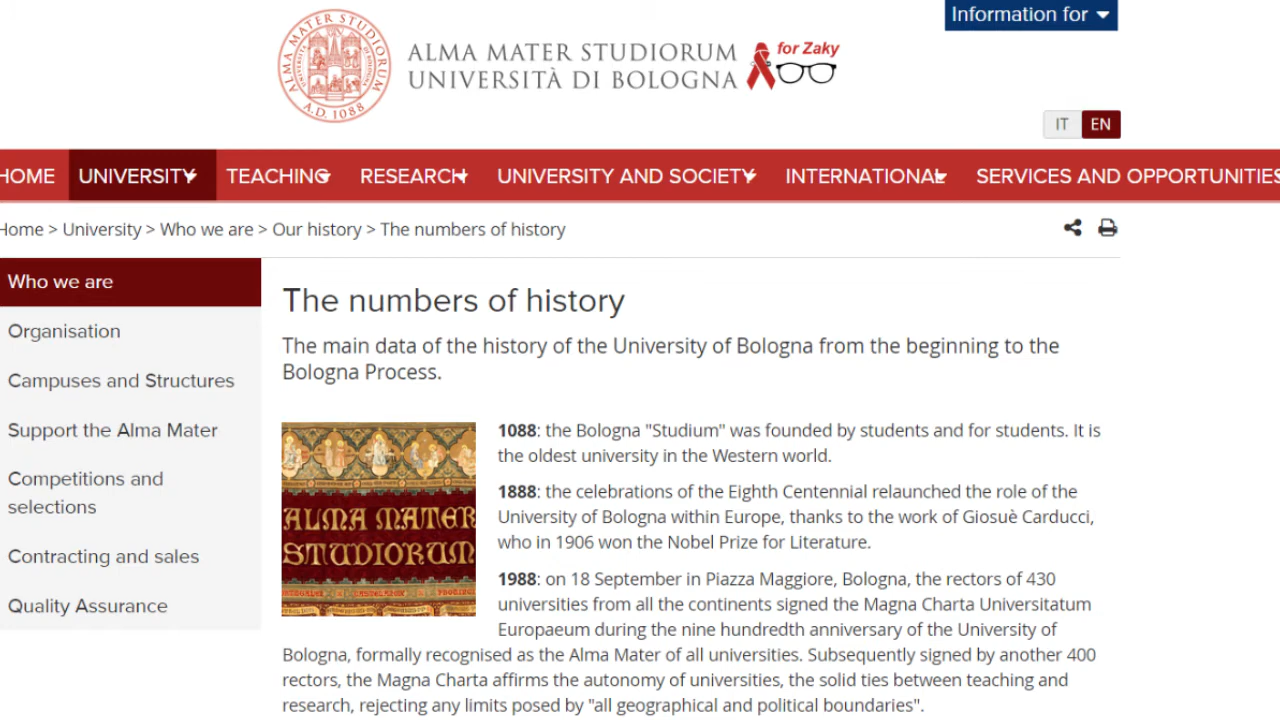 Information for
ALMA MATER STUDIORUM
A.D. 1088
ALMA MATER STUDIORUM
UNIVERSITÀ DI BOLOGNA
for Zaky
IT
EN
HOME
UNIVERSITY
TEACHING
RESEARCH
UNIVERSITY AND SOCIETY
INTERNATIONAL
SERVICES AND OPPORTUNITIES
Home > University > Who we are > Our history > The numbers of history
Who we are
Organisation
Campuses and Structures
Support the Alma Mater
Competitions and
selections
Contracting and sales
Quality Assurance
The numbers of history
The main data of the history of the University of Bologna from the beginning to the
Bologna Process.
ALMA MATER
STUDIORUM
1088: the Bologna "Studium" was founded by students and for students. It is
the oldest university in the Western world.
1888: the celebrations of the Eighth Centennial relaunched the role of the
University of Bologna within Europe, thanks to the work of Giosuè Carducci,
who in 1906 won the Nobel Prize for Literature.
1988: on 18 September in Piazza Maggiore, Bologna, the rectors of 430
universities from all the continents signed the Magna Charta Universitatum
Europaeum during the nine hundredth anniversary of the University of
Bologna, formally recognised as the Alma Mater of all universities. Subsequently signed by another 400
rectors, the Magna Charta affirms the autonomy of universities, the solid ties between teaching and
research, rejecting any limits posed by "all geographical and political boundaries".